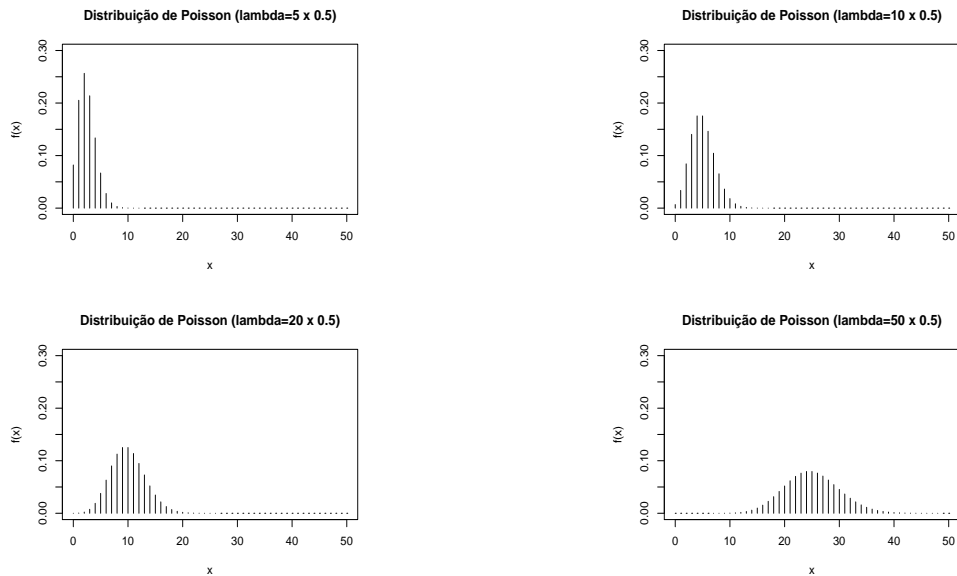 Distribuição de Poisson (lambda=5 x 0.5)
f(x)
0.00 0.10 0.20 0.30
0 10 20 30 40 50
x
Distribuição de Poisson (lambda=10 x 0.5)
f(x)
0.00 0.10 0.20 0.30
0 10 20 30 40 50
x
Distribuição de Poisson (lambda=20 x 0.5)
f(x)
0.00 0.10 0.20 0.30
0 10 20 30 40 50
x
Distribuição de Poisson (lambda=50 x 0.5)
f(x)
0.00 0.10 0.20 0.30
0 10 20 30 40 50
x